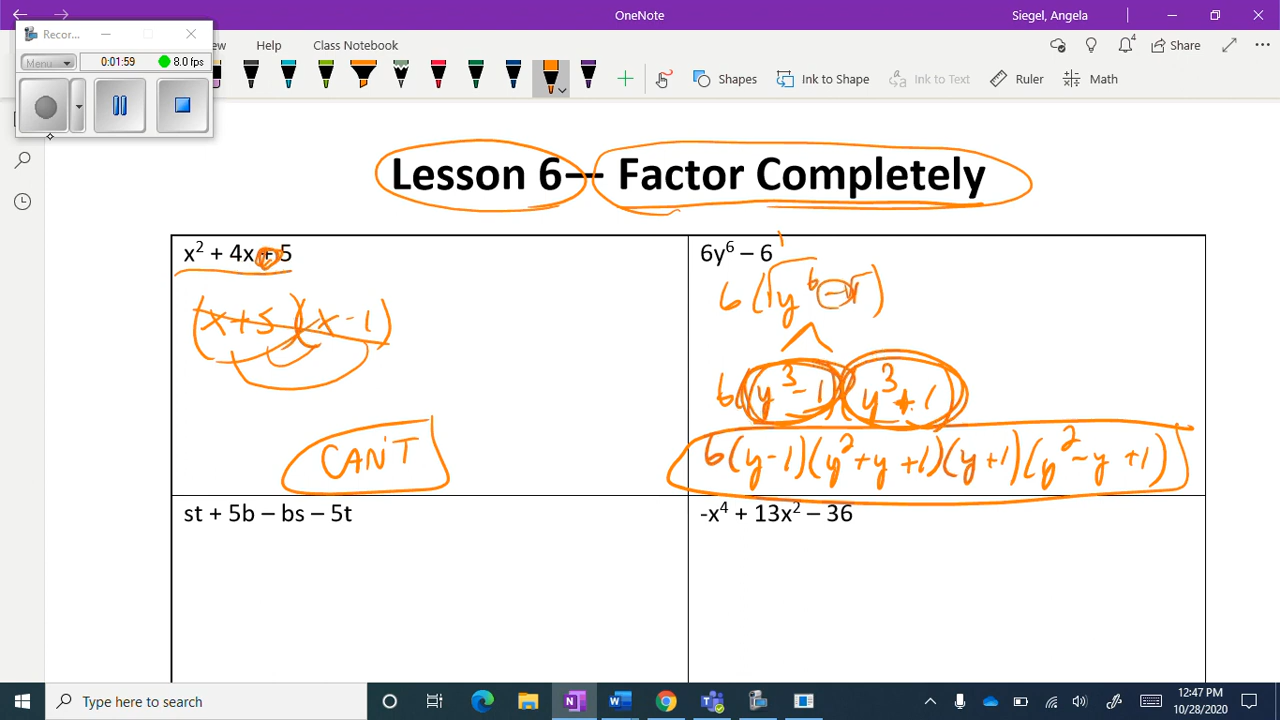 OneNote
Siegel, Angela
Recor...
ew Help Class Notebook
Share
Menu
0:01:59
8.0 fps
Shapes
Ink to Shape
Ink to Text
Ruler
Math
Lesson 6— Factor Completely
x² + 4x + 5
(x+5)(x-1)
CAN'T
6y⁶ – 6
6(y⁶-1)
6(y³-1)(y³+1)
6(y-1)(y²+y+1)(y+1)(y²-y+1)
st + 5b – bs – 5t
-x⁴ + 13x² – 36
Type here to search
12:47 PM
10/28/2020